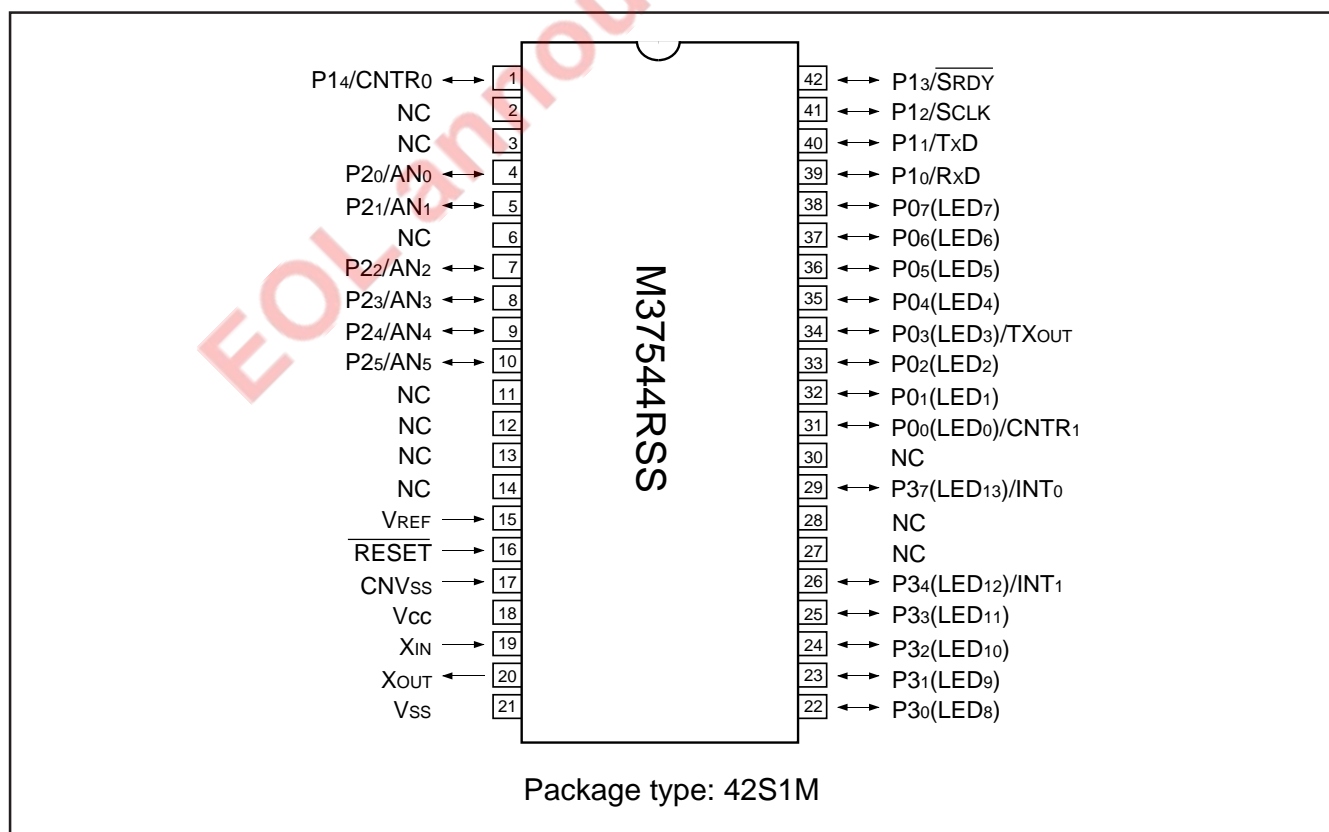 EOL annou
P14/CNTR0 1
NC 2
NC 3
P20/AN0 4
P21/AN1 5
NC 6
P22/AN2 7
P23/AN3 8
P24/AN4 9
P25/AN5 10
NC 11
NC 12
NC 13
NC 14
VREF 15
RESET 16
CNVSS 17
Vcc 18
XIN 19
XOUT 20
VSS 21
M37544RSS
42 P13/SRDY
41 P12/SCLK
40 P11/TxD
39 P10/RxD
38 P07(LED7)
37 P06(LED6)
36 P05(LED5)
35 P04(LED4)
34 P03(LED3)/TXOUT
33 P02(LED2)
32 P01(LED1)
31 P00(LED0)/CNTR1
30 NC
29 P37(LED13)/INT0
28 NC
27 NC
26 P34(LED12)/INT1
25 P33(LED11)
24 P32(LED10)
23 P31(LED9)
22 P30(LED8)
Package type: 42S1M